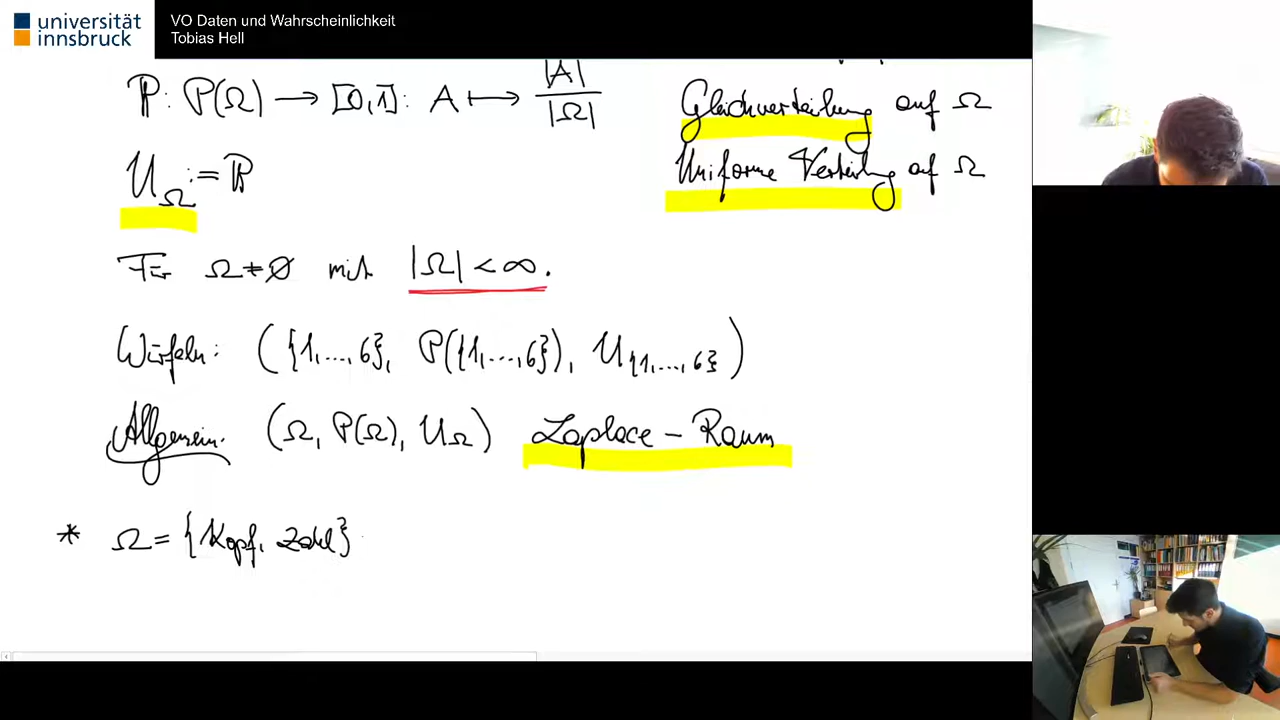 universität
innsbruck
VO Daten und Wahrscheinlichkeit
Tobias Hell
ℙ: P(Ω) → [0,1]: A ↦ |A| / |Ω|
Gleichverteilung auf Ω
U_Ω := ℙ
Uniforme Verteilung auf Ω
Für Ω ≠ ∅ mit |Ω| < ∞.
Würfeln: ({1,...,6}, P({1,...,6}), U_{1,...,6})
Allgemein: (Ω, P(Ω), U_Ω) Laplace-Raum
* Ω = {Kopf, Zahl}